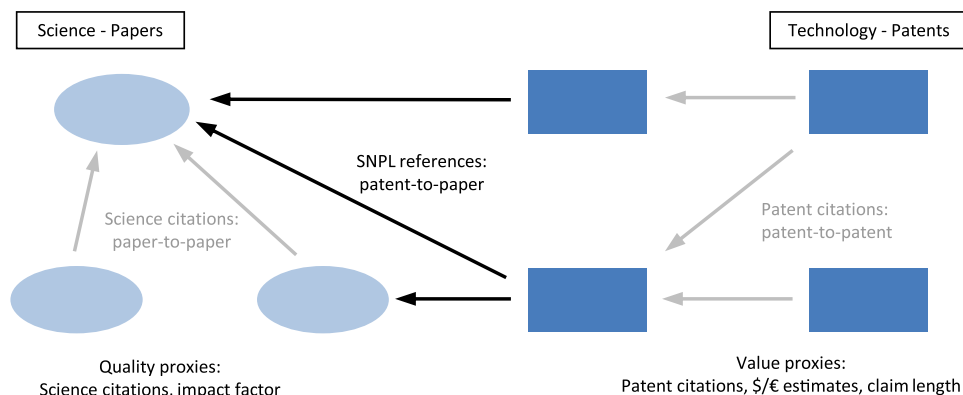 Science - Papers
Technology - Patents
SNPL references:
patent-to-paper
Science citations:
paper-to-paper
Patent citations:
patent-to-patent
Quality proxies:
Science citations, impact factor
Value proxies:
Patent citations, $/€ estimates, claim length